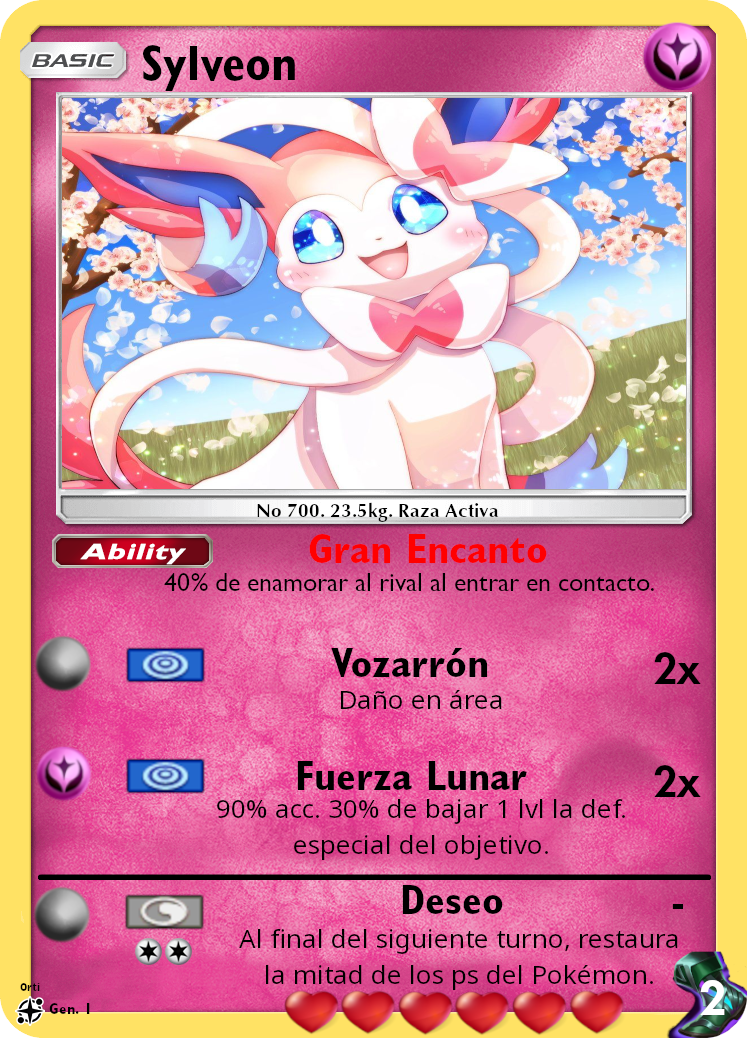 BASIC
Sylveon
No 700. 23.5kg. Raza Activa
Ability
Gran Encanto
40% de enamorar al rival al entrar en contacto.
Vozarrón
2x
Daño en área
Fuerza Lunar
2x
90% acc. 30% de bajar 1 lvl la def.
especial del objetivo.
Deseo
-
Al final del siguiente turno, restaura
la mitad de los ps del Pokémon.
Orti
Gen. 1
2